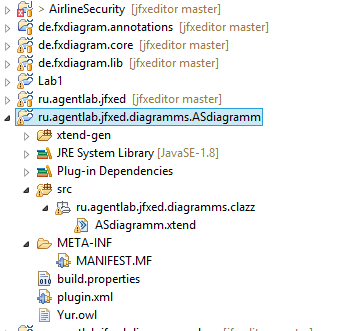 > AirlineSecurity [jfxeditor master]
de.fxdiagram.annotations [jfxeditor master]
de.fxdiagram.core [jfxeditor master]
de.fxdiagram.lib [jfxeditor master]
Lab1
ru.agentlab.jfxed [jfxeditor master]
ru.agentlab.jfxed.diagramms.ASdiagramm
xtend-gen
JRE System Library [JavaSE-1.8]
Plug-in Dependencies
src
ru.agentlab.jfxed.diagramms.clazz
ASdiagramm.xtend
META-INF
MANIFEST.MF
build.properties
plugin.xml
Yur.owl